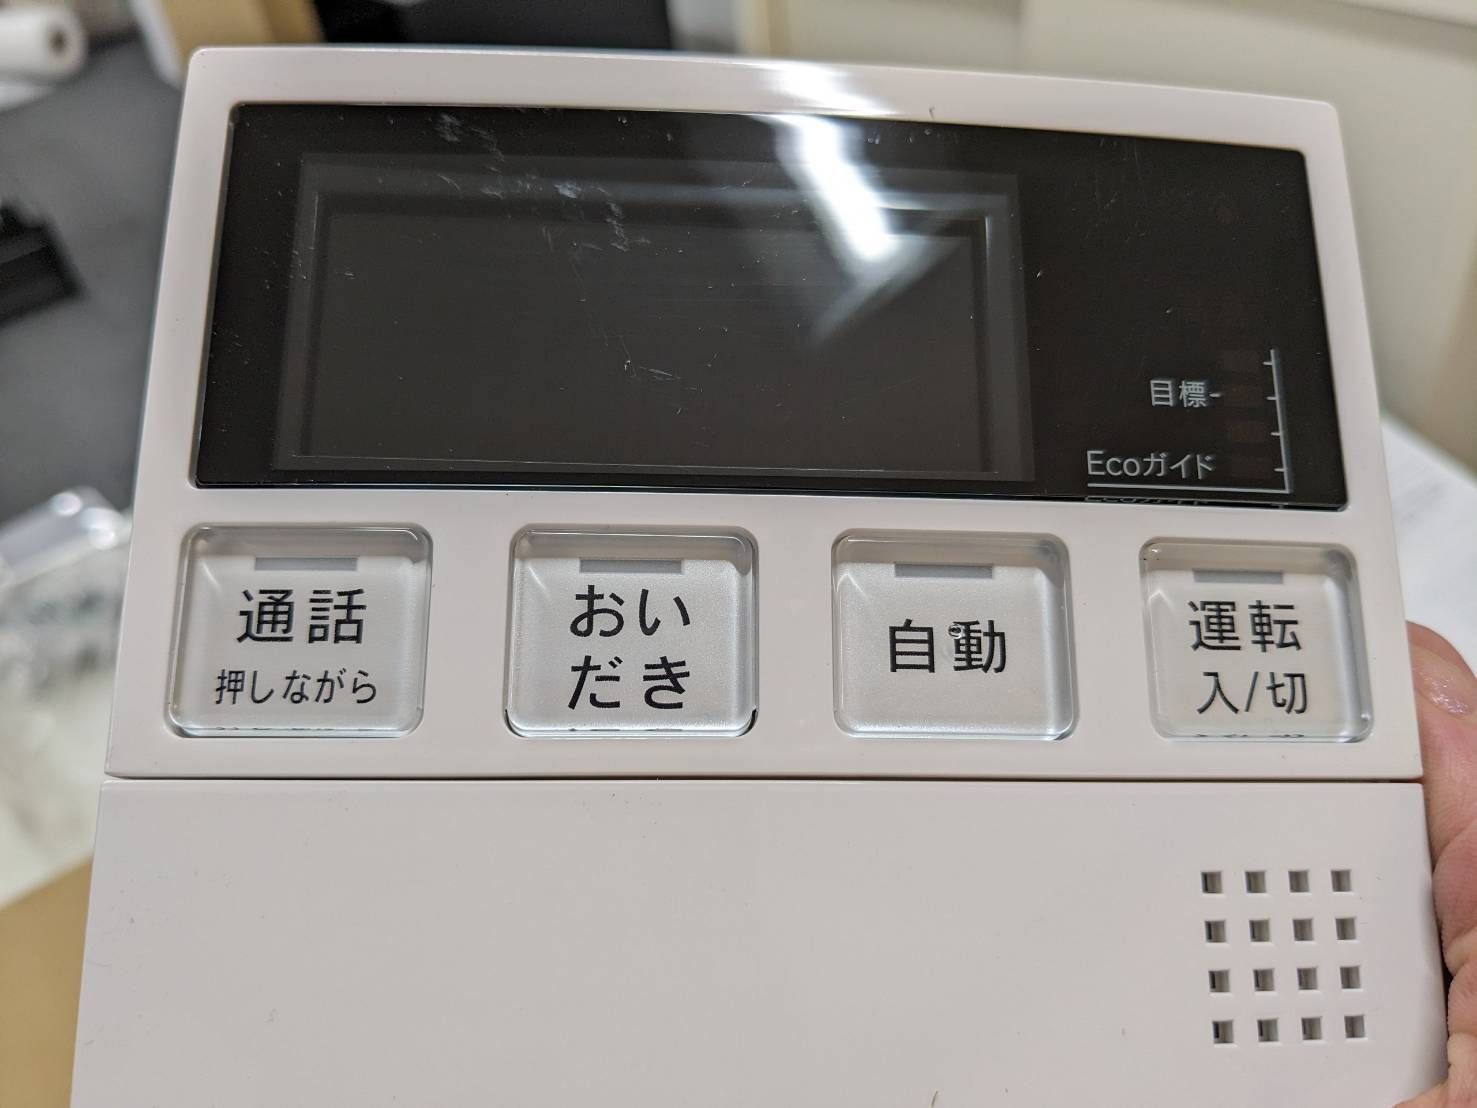 目標-
Ecoガイド
通話
押しながら
おい
だき
自動
運転
入/切